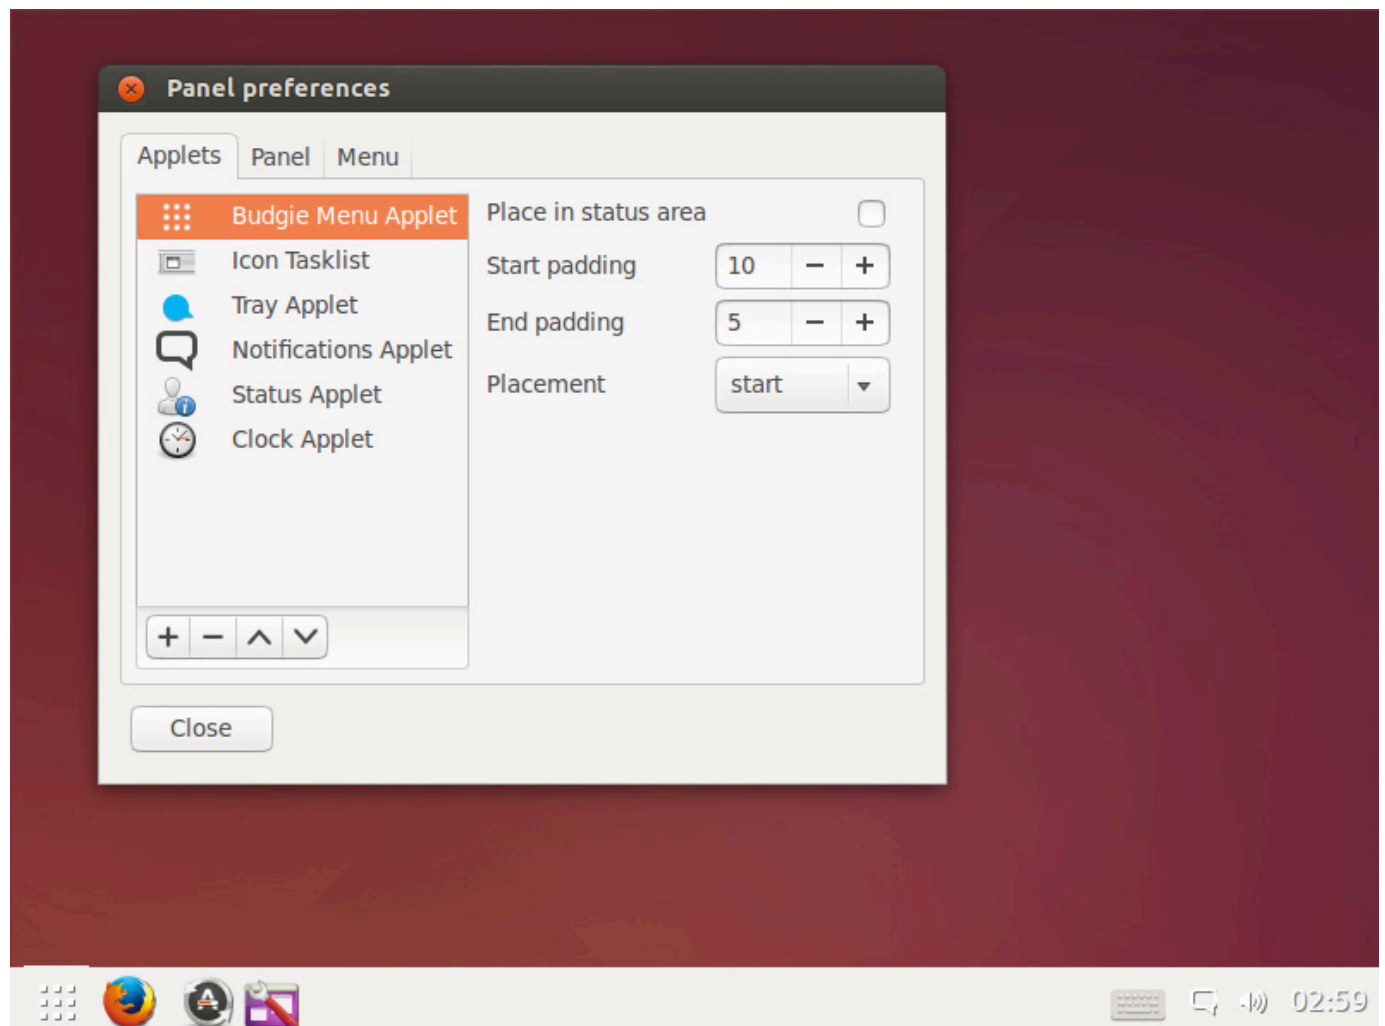 Panel preferences
Applets Panel Menu
Budgie Menu Applet
Icon Tasklist
Tray Applet
Notifications Applet
Status Applet
Clock Applet
Place in status area
Start padding 10
End padding 5
Placement start
Close
02:59